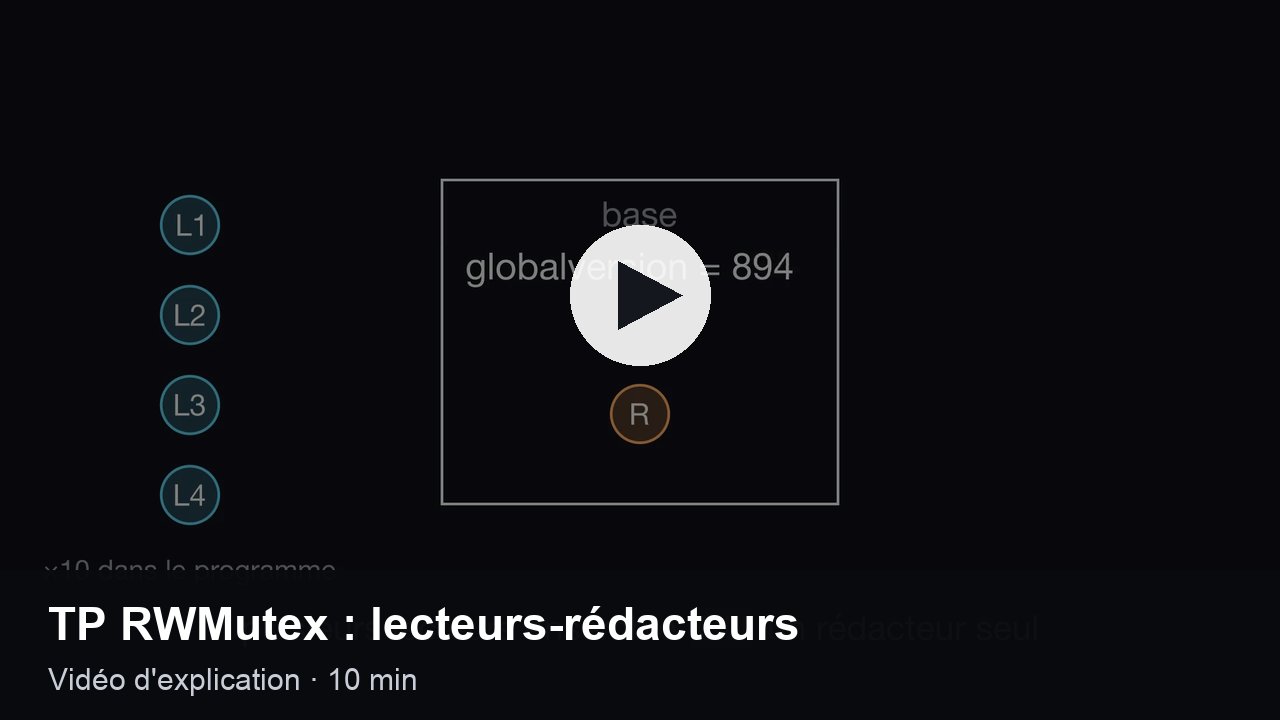 base
globalversion = 894
L1
L2
L3
L4
R
×10 dans le programme
rédacteur seul
TP RWMutex : lecteurs-rédacteurs
Vidéo d'explication · 10 min